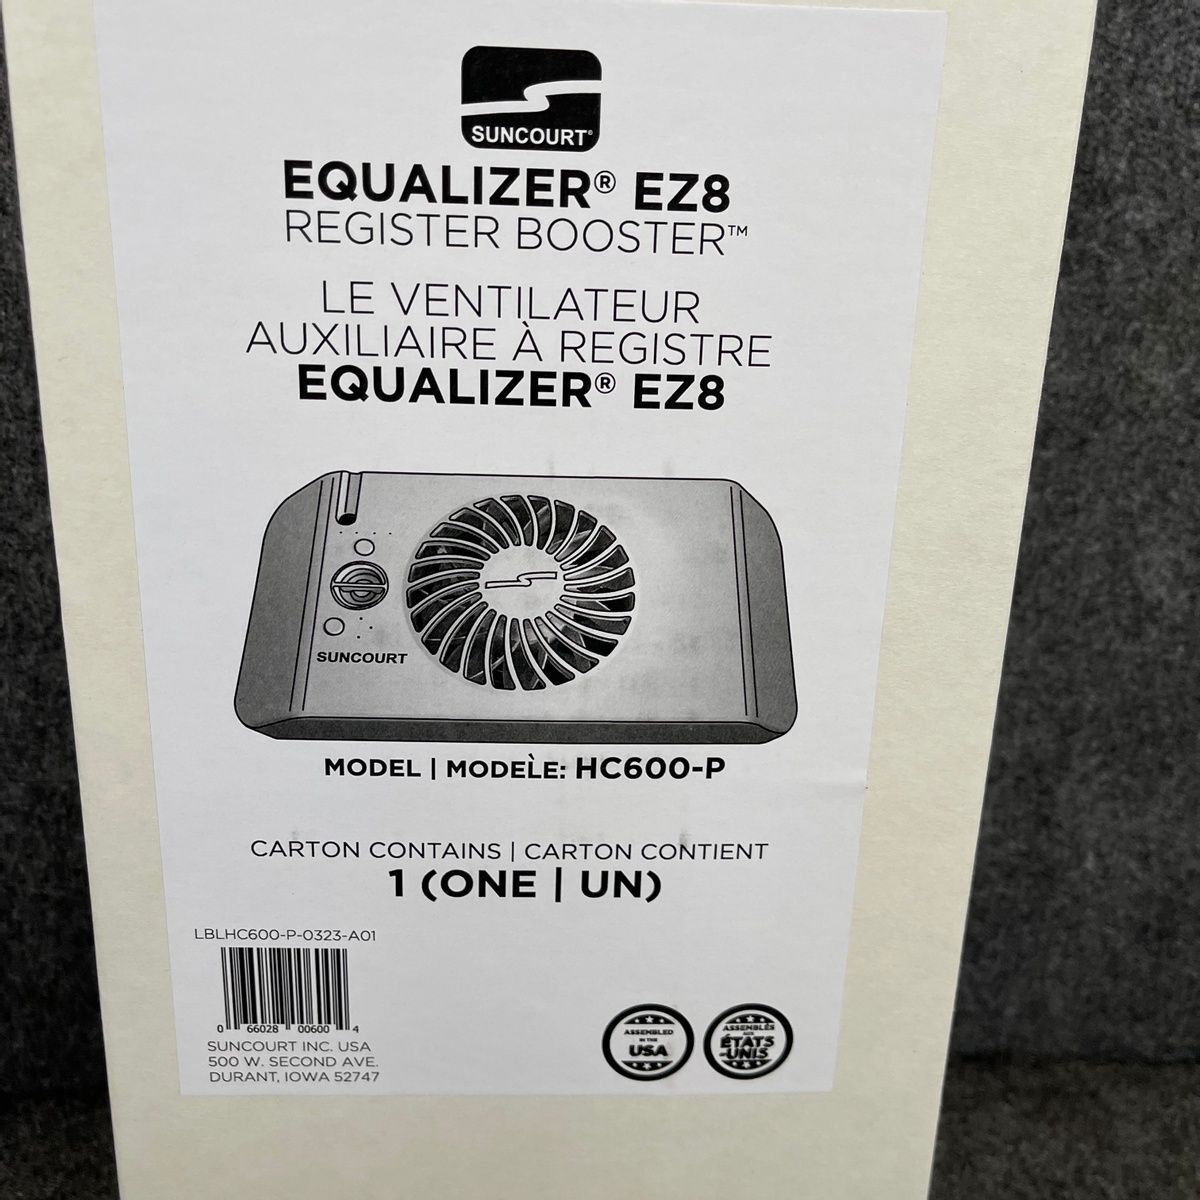 SUNCOURT®
EQUALIZER® EZ8
REGISTER BOOSTER™
LE VENTILATEUR
AUXILIAIRE À REGISTRE
EQUALIZER® EZ8
SUNCOURT
MODEL | MODELE: HC600-P
CARTON CONTAINS | CARTON CONTIENT
1 (ONE | UN)
LBLHC600-P-0323-A01
0 66028 00600 4
SUNCOURT INC. USA
500 W. SECOND AVE.
DURANT, IOWA 52747
ASSEMBLED
IN THE
USA
ASSEMBLÉS
AUX
ÉTATS
-UNIS